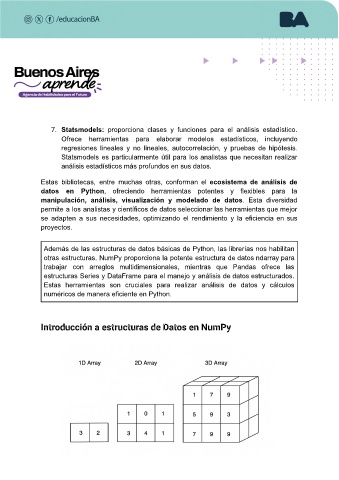 /educacionBA
BA
Buenos Aires
aprende
Agencia de Habilidades para el Futuro
7. Statsmodels: proporciona clases y funciones para el análisis estadístico.
Ofrece herramientas para elaborar modelos estadísticos, incluyendo
regresiones lineales y no lineales, autocorrelación, y pruebas de hipótesis.
Statsmodels es particularmente útil para los analistas que necesitan realizar
análisis estadísticos más profundos en sus datos.
Estas bibliotecas, entre muchas otras, conforman el ecosistema de análisis de
datos en Python, ofreciendo herramientas potentes y flexibles para la
manipulación, análisis, visualización y modelado de datos. Esta diversidad
permite a los analistas y científicos de datos seleccionar las herramientas que mejor
se adapten a sus necesidades, optimizando el rendimiento y la eficiencia en sus
proyectos.
Además de las estructuras de datos básicas de Python, las librerías nos habilitan
otras estructuras. NumPy proporciona la potente estructura de datos ndarray para
trabajar con arreglos multidimensionales, mientras que Pandas ofrece las
estructuras Series y DataFrame para el manejo y análisis de datos estructurados.
Estas herramientas son cruciales para realizar análisis de datos y cálculos
numéricos de manera eficiente en Python.
Introducción a estructuras de Datos en NumPy
1D Array 2D Array 3D Array
1 7 9
1 0 1 5 9 3
3 2 3 4 1 7 9 9